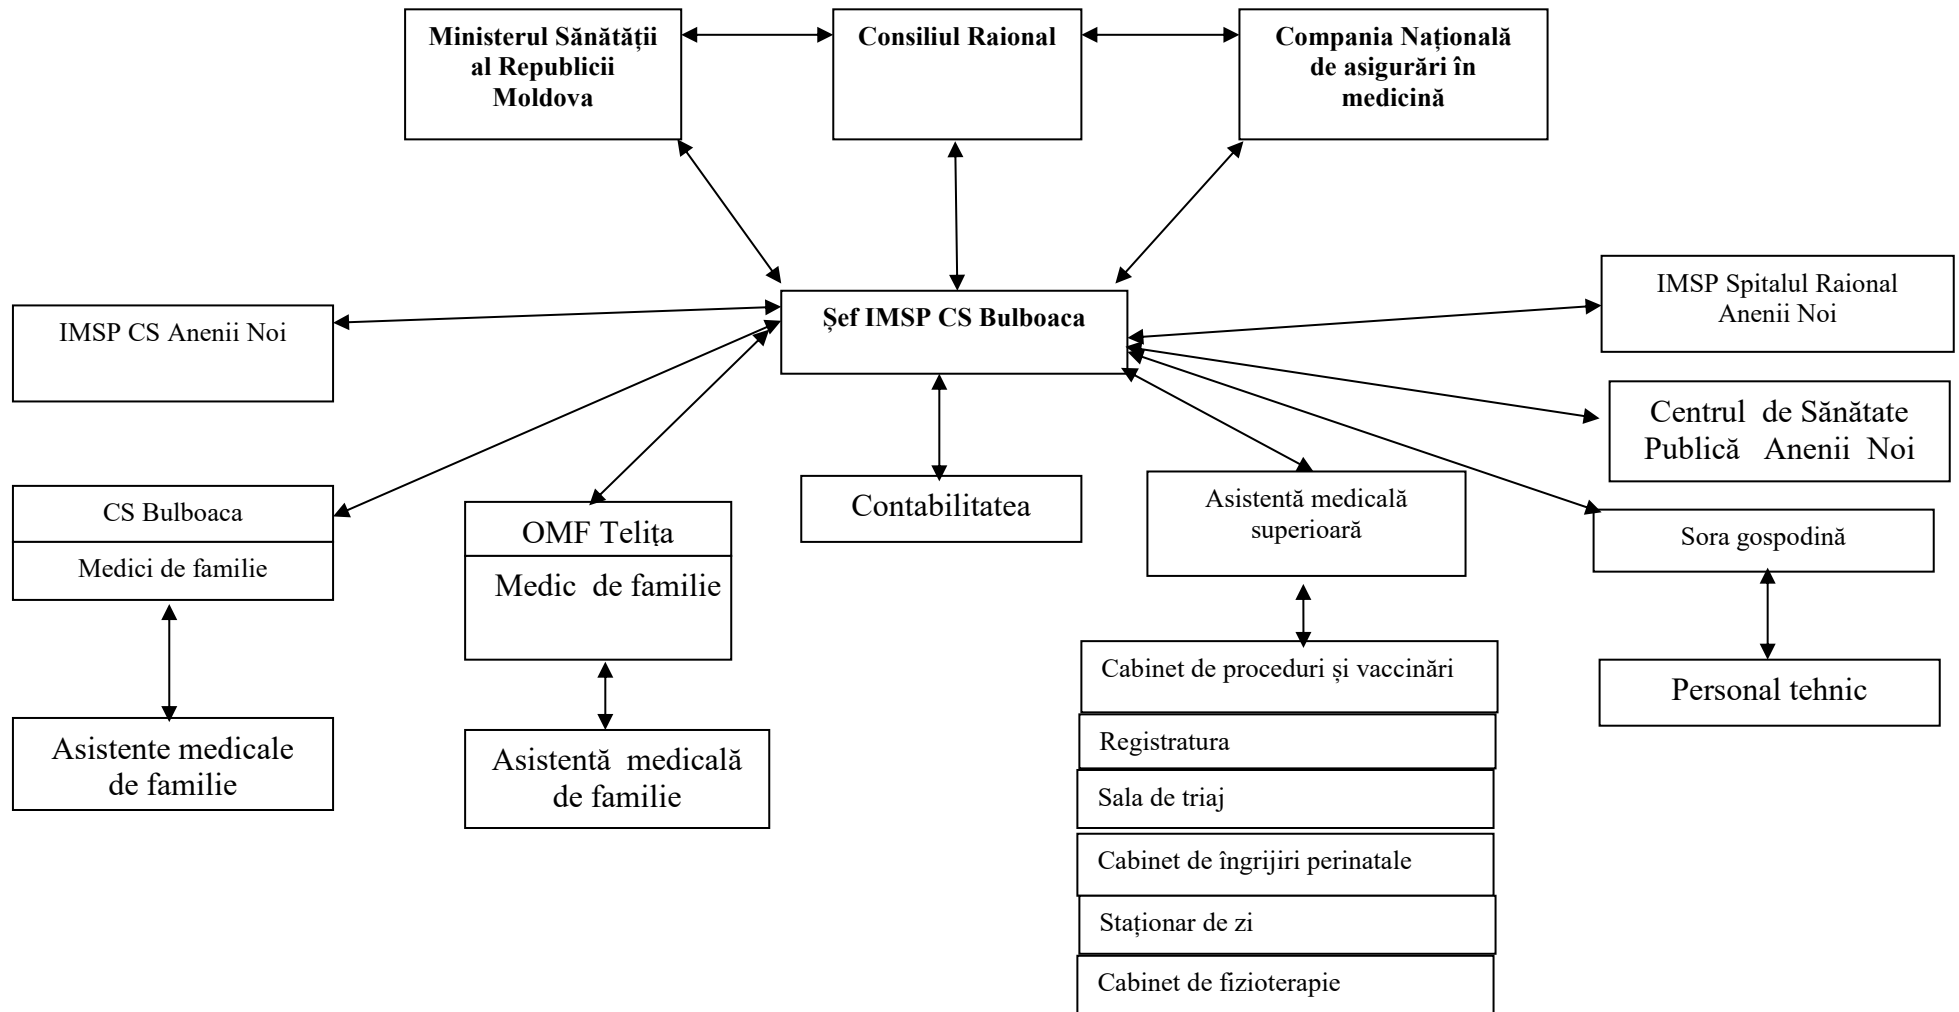 Ministerul Sănătății
al Republicii
Moldova
Consiliul Raional
Compania Națională
de asigurări în
medicină
IMSP CS Anenii Noi
Șef IMSP CS Bulboaca
IMSP Spitalul Raional
Anenii Noi
Centrul de Sănătate
Publică Anenii Noi
CS Bulboaca
Medici de familie
OMF Telița
Medic de familie
Contabilitatea
Asistentă medicală
superioară
Sora gospodină
Asistente medicale
de familie
Asistentă medicală
de familie
Cabinet de proceduri și vaccinări
Registratura
Sala de triaj
Cabinet de îngrijiri perinatale
Staționar de zi
Cabinet de fizioterapie
Personal tehnic